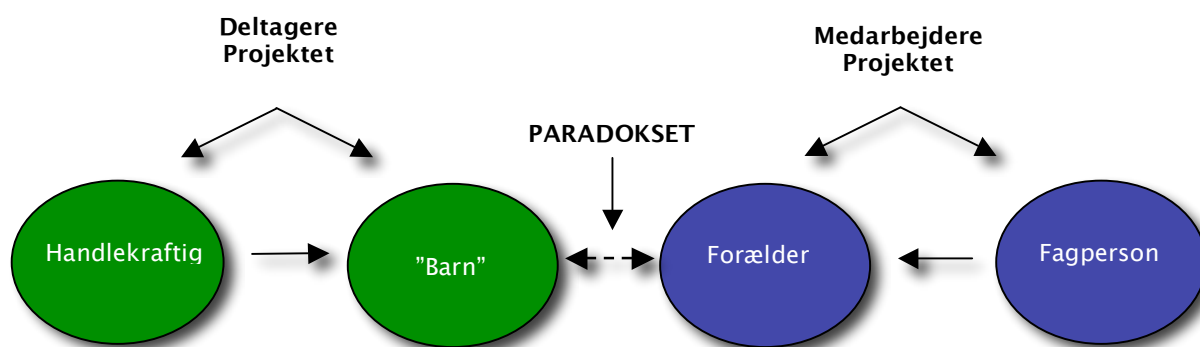 Deltagere
Projektet
Medarbejdere
Projektet
PARADOKSET
Handlekraftig
”Barn”
Forælder
Fagperson